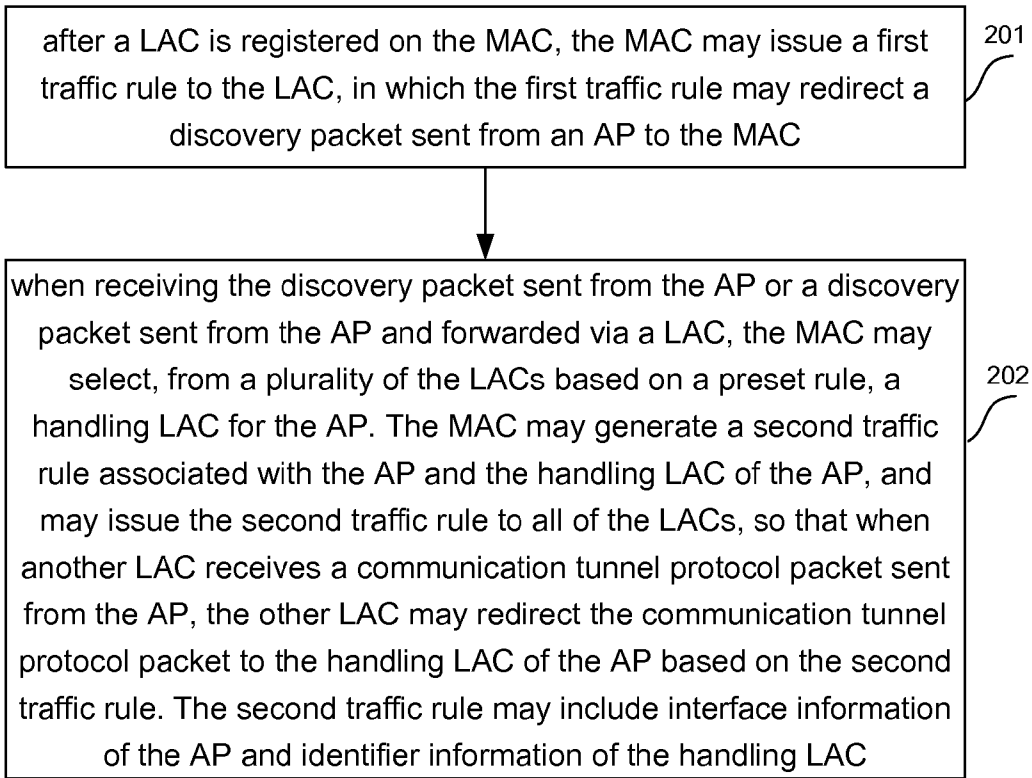 after a LAC is registered on the MAC, the MAC may issue a first
traffic rule to the LAC, in which the first traffic rule may redirect a
discovery packet sent from an AP to the MAC
201
when receiving the discovery packet sent from the AP or a discovery
packet sent from the AP and forwarded via a LAC, the MAC may
select, from a plurality of the LACs based on a preset rule, a
handling LAC for the AP. The MAC may generate a second traffic
rule associated with the AP and the handling LAC of the AP, and
may issue the second traffic rule to all of the LACs, so that when
another LAC receives a communication tunnel protocol packet sent
from the AP, the other LAC may redirect the communication tunnel
protocol packet to the handling LAC of the AP based on the second
traffic rule. The second traffic rule may include interface information
of the AP and identifier information of the handling LAC
202